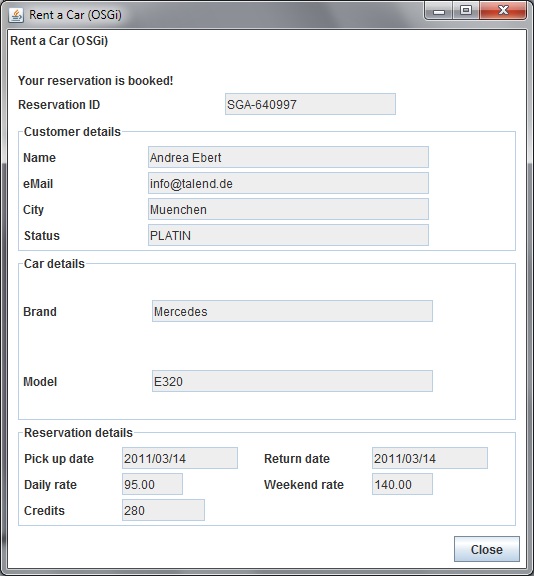 Rent a Car (OSGi)
Rent a Car (OSGi)
Your reservation is booked!
Reservation ID SGA-640997
Customer details
Name Andrea Ebert
eMail info@talend.de
City Muenchen
Status PLATIN
Car details
Brand Mercedes
Model E320
Reservation details
Pick up date 2011/03/14 Return date 2011/03/14
Daily rate 95.00 Weekend rate 140.00
Credits 280
Close